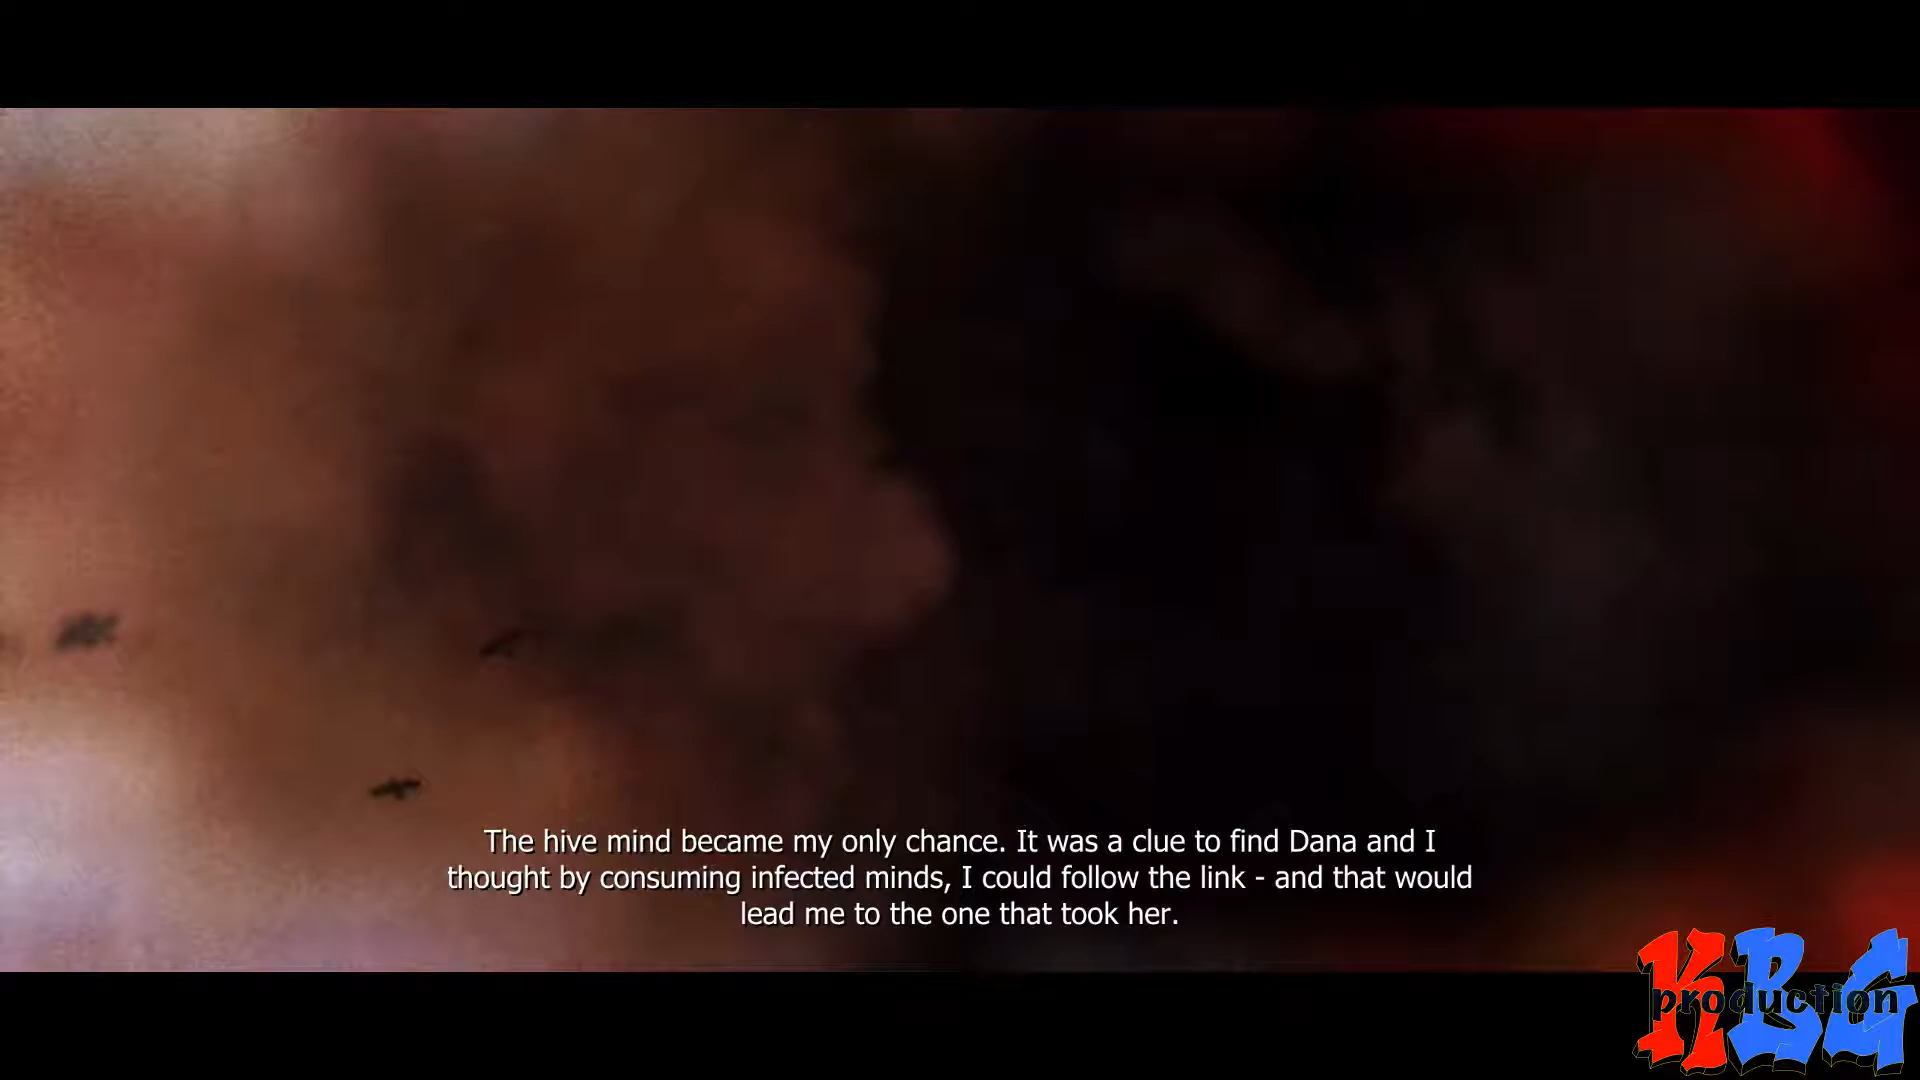 The hive mind became my only chance. It was a clue to find Dana and I
thought by consuming infected minds, I could follow the link - and that would
lead me to the one that took her.
KBG
production